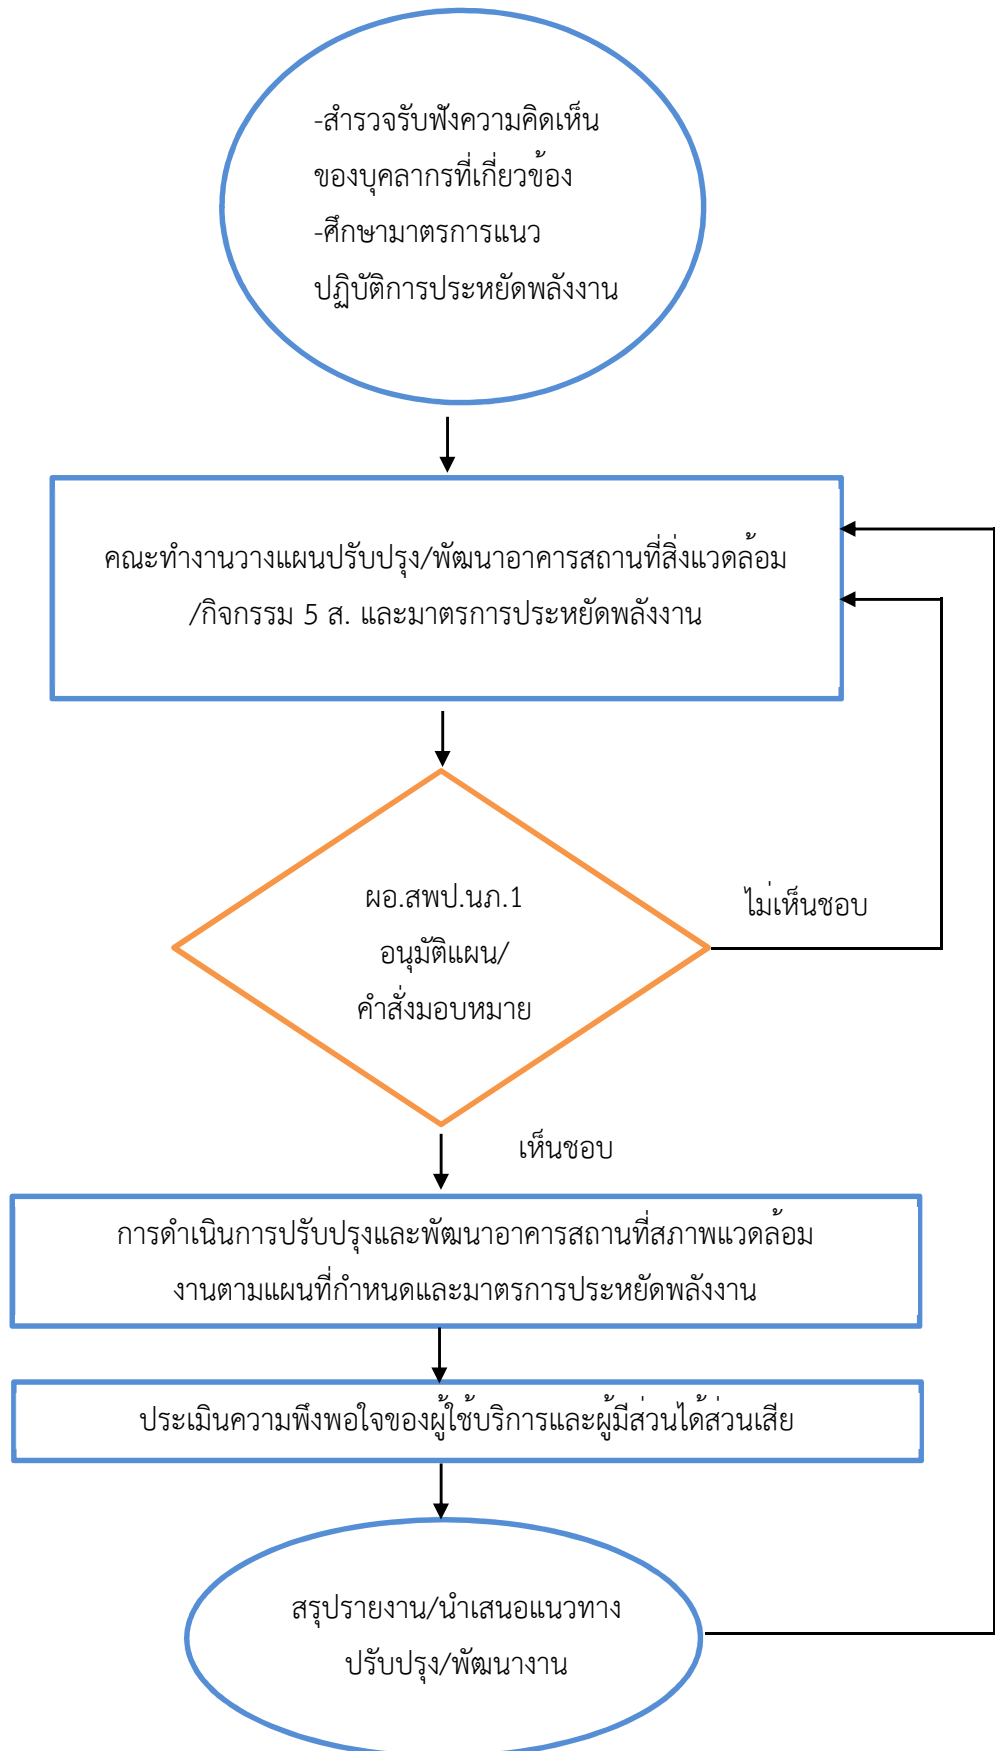 -สำรวจรับฟังความคิดเห็น
ของบุคลากรที่เกี่ยวข้อง
-ศึกษามาตรการแนว
ปฏิบัติการประหยัดพลังงาน
คณะทำงานวางแผนปรับปรุง/พัฒนาอาคารสถานที่สิ่งแวดล้อม
/กิจกรรม 5 ส. และมาตรการประหยัดพลังงาน
ผอ.สพป.นภ.1
อนุมัติแผน/
คำสั่งมอบหมาย
ไม่เห็นชอบ
เห็นชอบ
การดำเนินการปรับปรุงและพัฒนาอาคารสถานที่สภาพแวดล้อม
งานตามแผนที่กำหนดและมาตรการประหยัดพลังงาน
ประเมินความพึงพอใจของผู้ใช้บริการและผู้มีส่วนได้ส่วนเสีย
สรุปรายงาน/นำเสนอแนวทาง
ปรับปรุง/พัฒนางาน